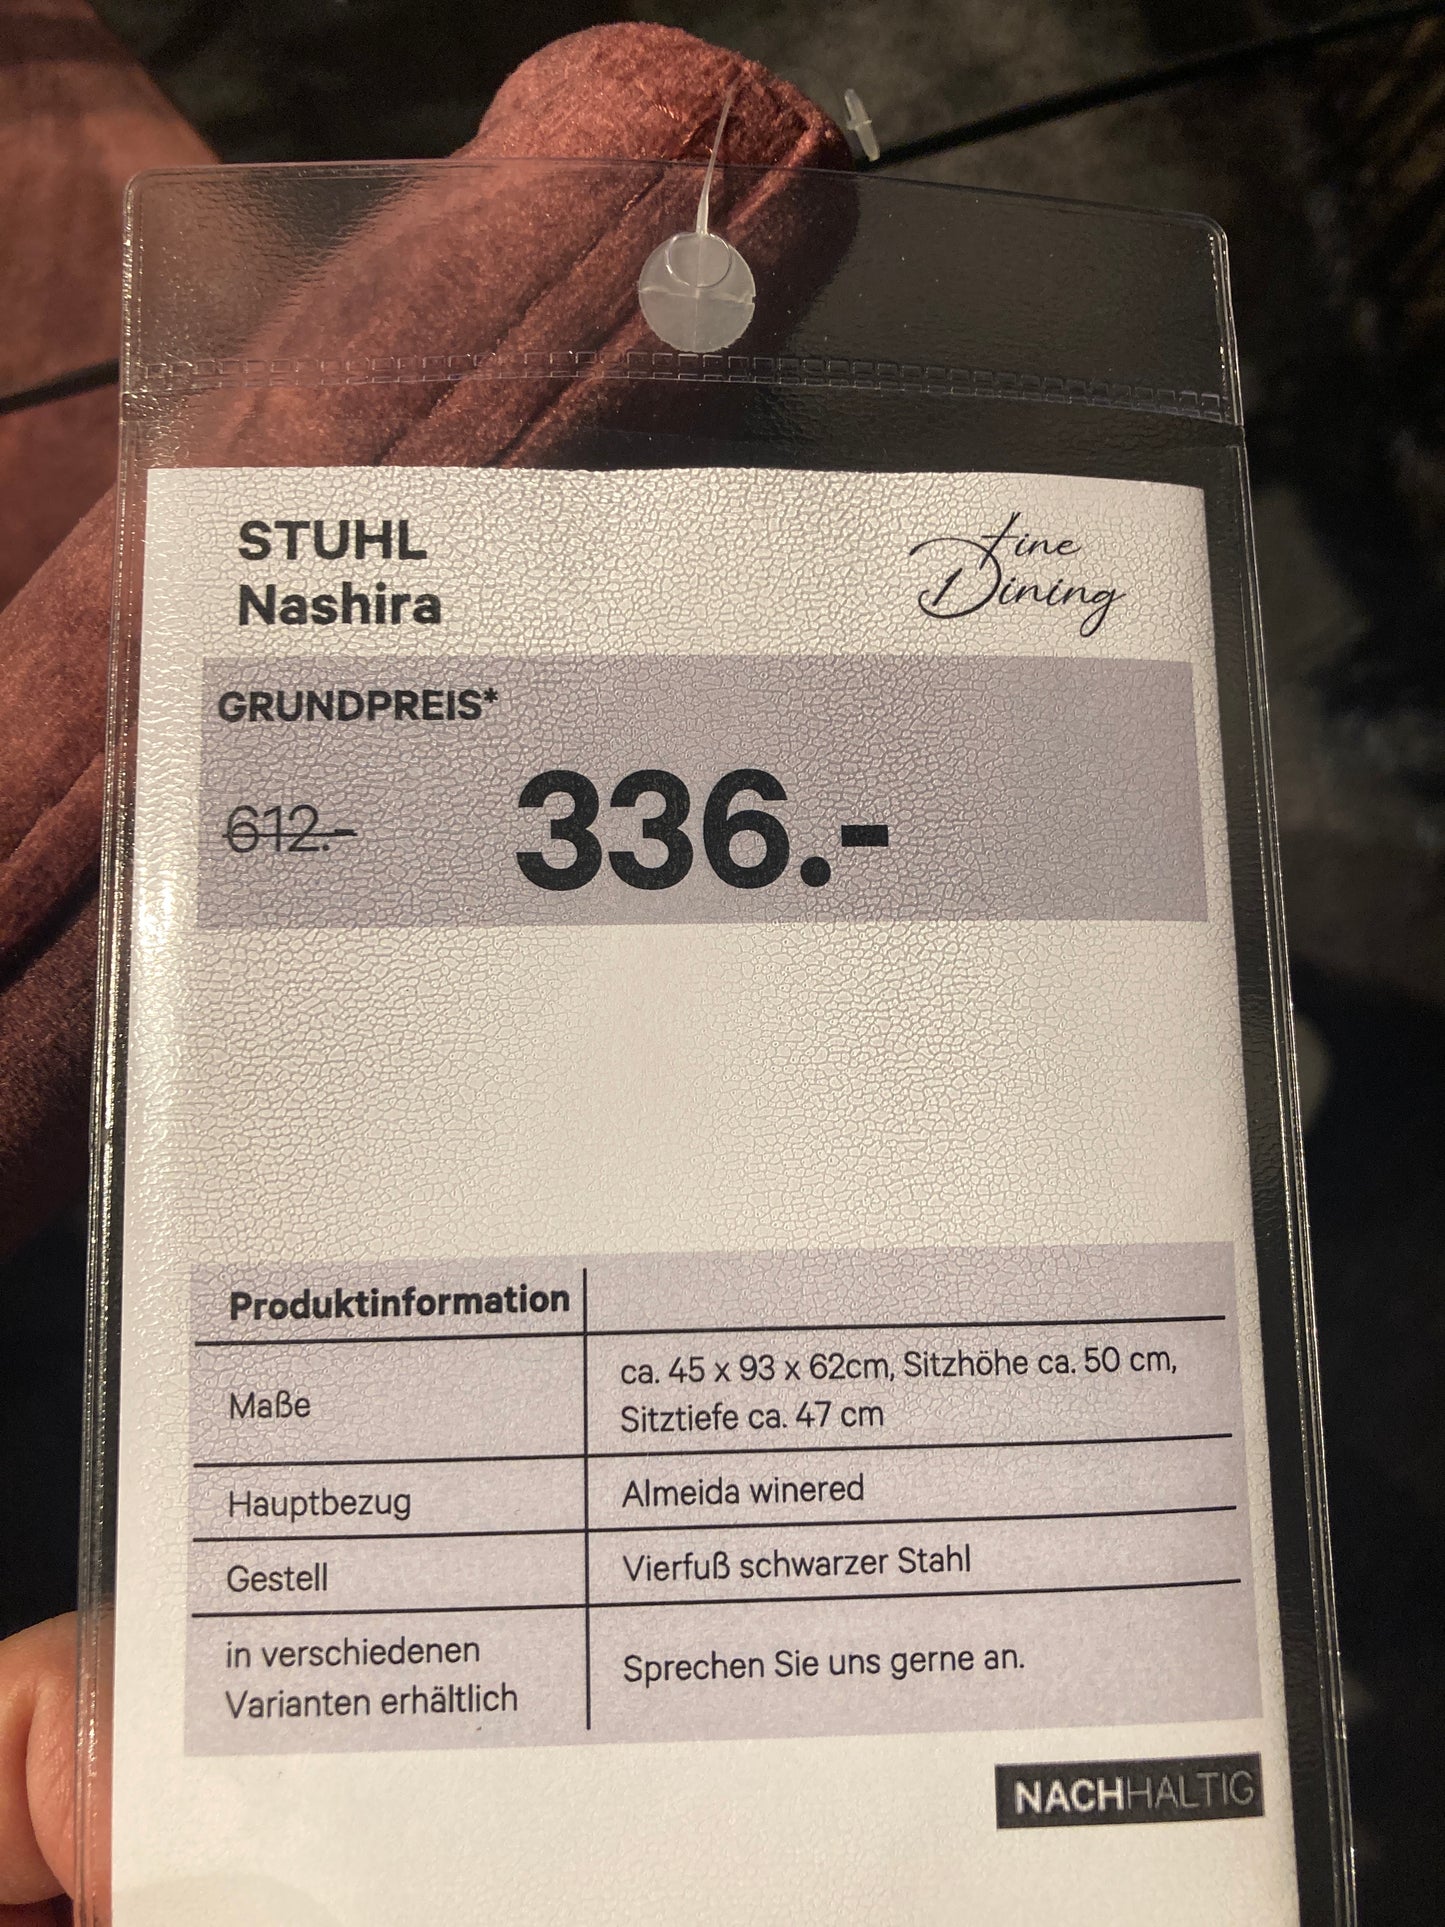 STUHL
Nashira
Fine
Dining
GRUNDPREIS*
612.-
336.-
Produktinformation
Maße
ca. 45 x 93 x 62cm, Sitzhöhe ca. 50 cm,
Sitztiefe ca. 47 cm
Hauptbezug
Almeida winered
Gestell
Vierfuß schwarzer Stahl
in verschiedenen
Varianten erhältlich
Sprechen Sie uns gerne an.
NACHHALTIG